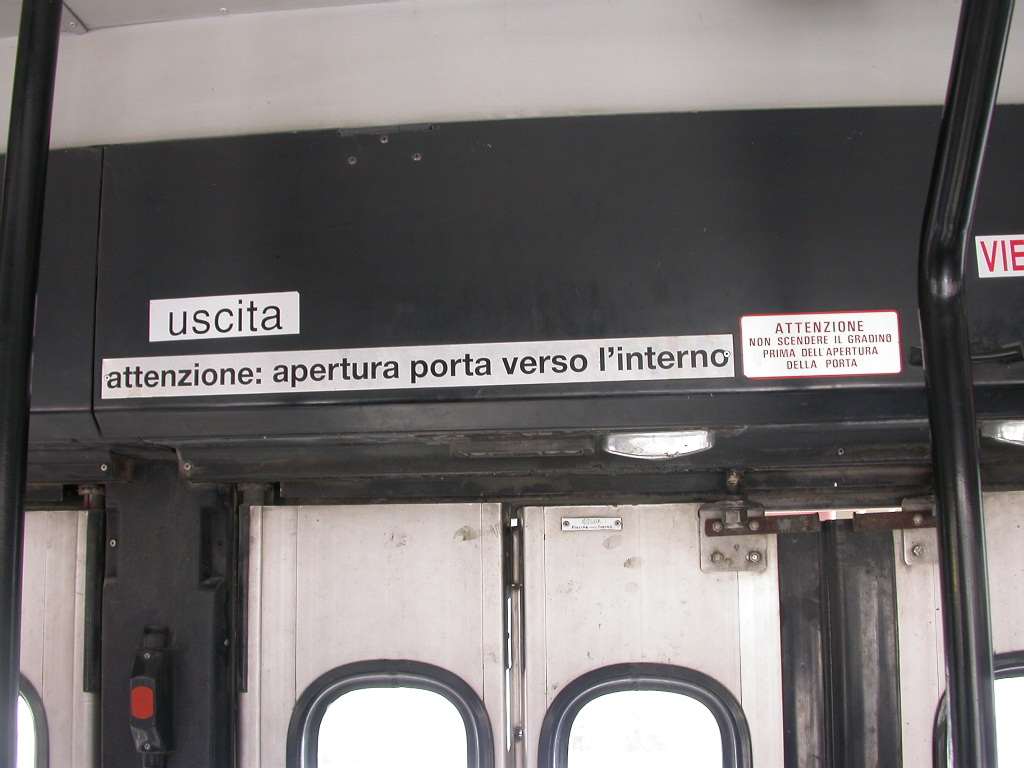 uscita
attenzione: apertura porta verso l'interno
ATTENZIONE
NON SCENDERE IL GRADINO
PRIMA DELL'APERTURA
DELLA PORTA
VIE